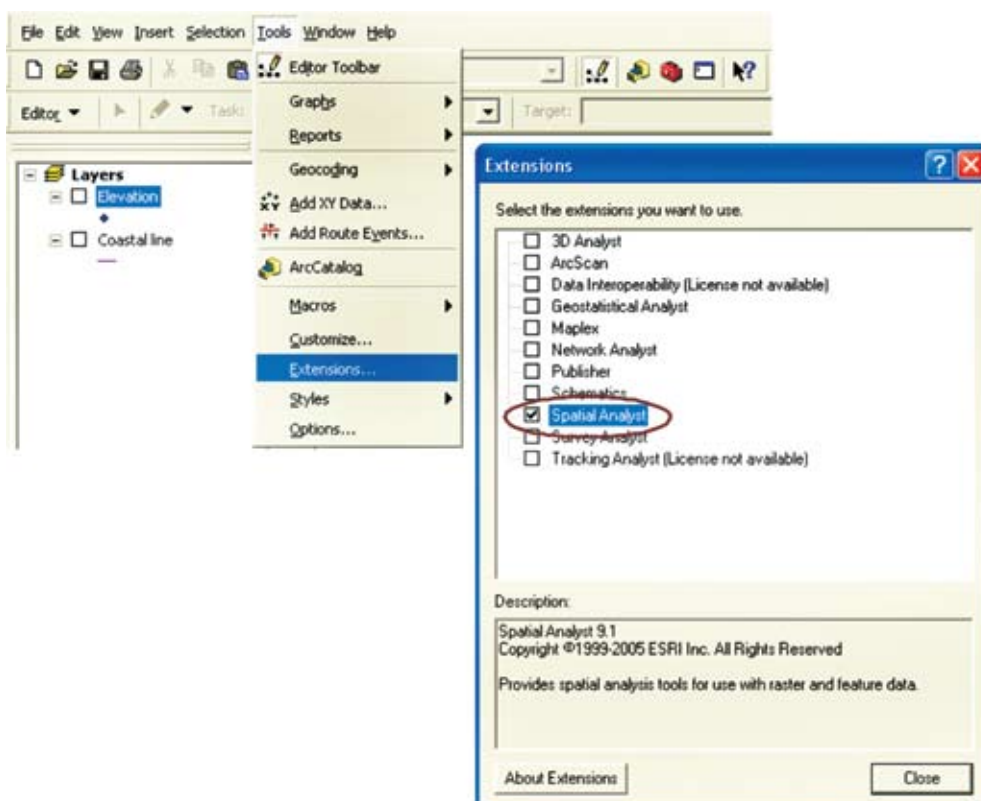 File Edit View Insert Selection Tools Window Help
Editor Task: Target:
Editor Toolbar
Graphs
Reports
Geocoding
Add XY Data...
Add Route Events...
ArcCatalog
Macros
Customize...
Extensions...
Styles
Options...
Layers
Elevation
Coastal line
Extensions
Select the extensions you want to use.
3D Analyst
ArcScan
Data Interoperability (License not available)
Geostatistical Analyst
Maplex
Network Analyst
Publisher
Schematics
Spatial Analyst
Survey Analyst
Tracking Analyst (License not available)
Description:
Spatial Analyst 9.1
Copyright ©1999-2005 ESRI Inc. All Rights Reserved
Provides spatial analysis tools for use with raster and feature data.
About Extensions Close